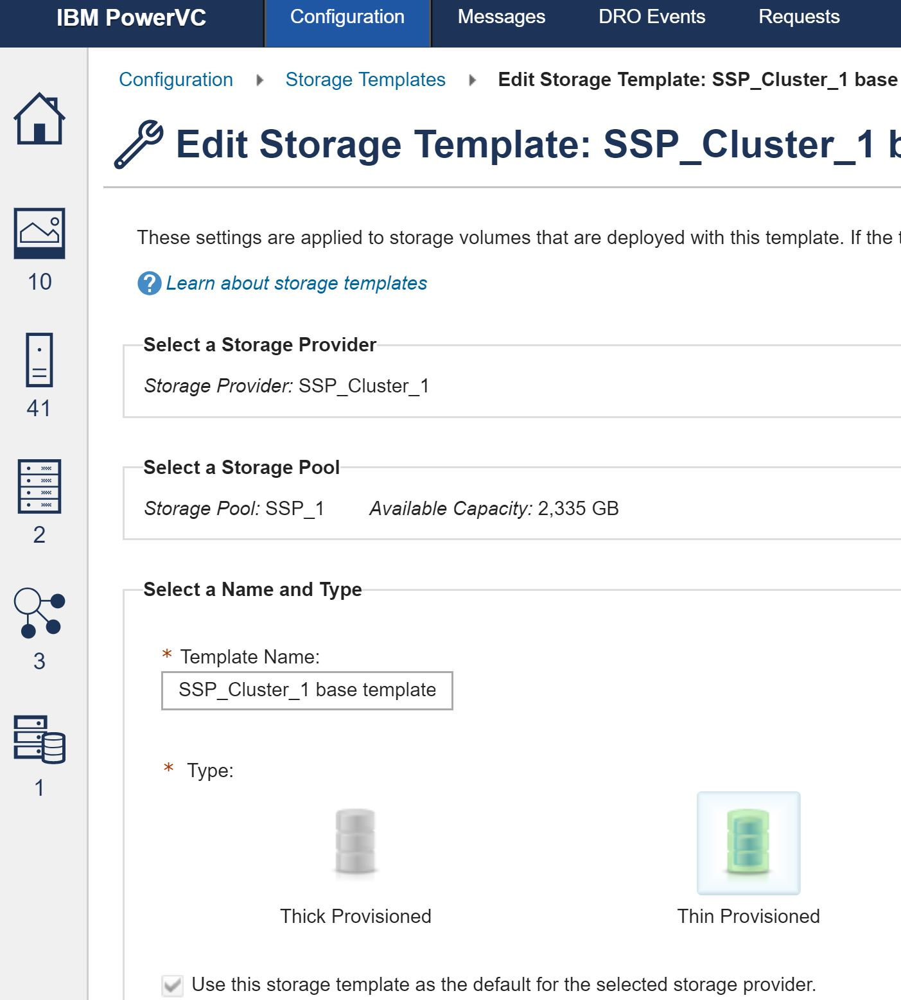 IBM PowerVC Configuration Messages DRO Events Requests
Configuration Storage Templates Edit Storage Template: SSP_Cluster_1 base
Edit Storage Template: SSP_Cluster_1 b
These settings are applied to storage volumes that are deployed with this template. If the t
? Learn about storage templates
10
41
2
3
1
Select a Storage Provider
Storage Provider: SSP_Cluster_1
Select a Storage Pool
Storage Pool: SSP_1 Available Capacity: 2,335 GB
Select a Name and Type
* Template Name:
SSP_Cluster_1 base template
* Type:
Thick Provisioned Thin Provisioned
Use this storage template as the default for the selected storage provider.